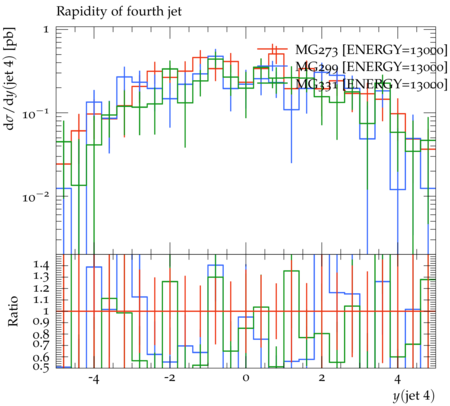 Rapidity of fourth jet
dσ/dy(jet 4) [pb]
1
MG273 [ENERGY=13000]
MG299 [ENERGY=13000]
MG331 [ENERGY=13000]
10⁻¹
10⁻²
Ratio
1.4
1.3
1.2
1.1
1
0.9
0.8
0.7
0.6
0.5
-4 -2 0 2 4
y(jet 4)